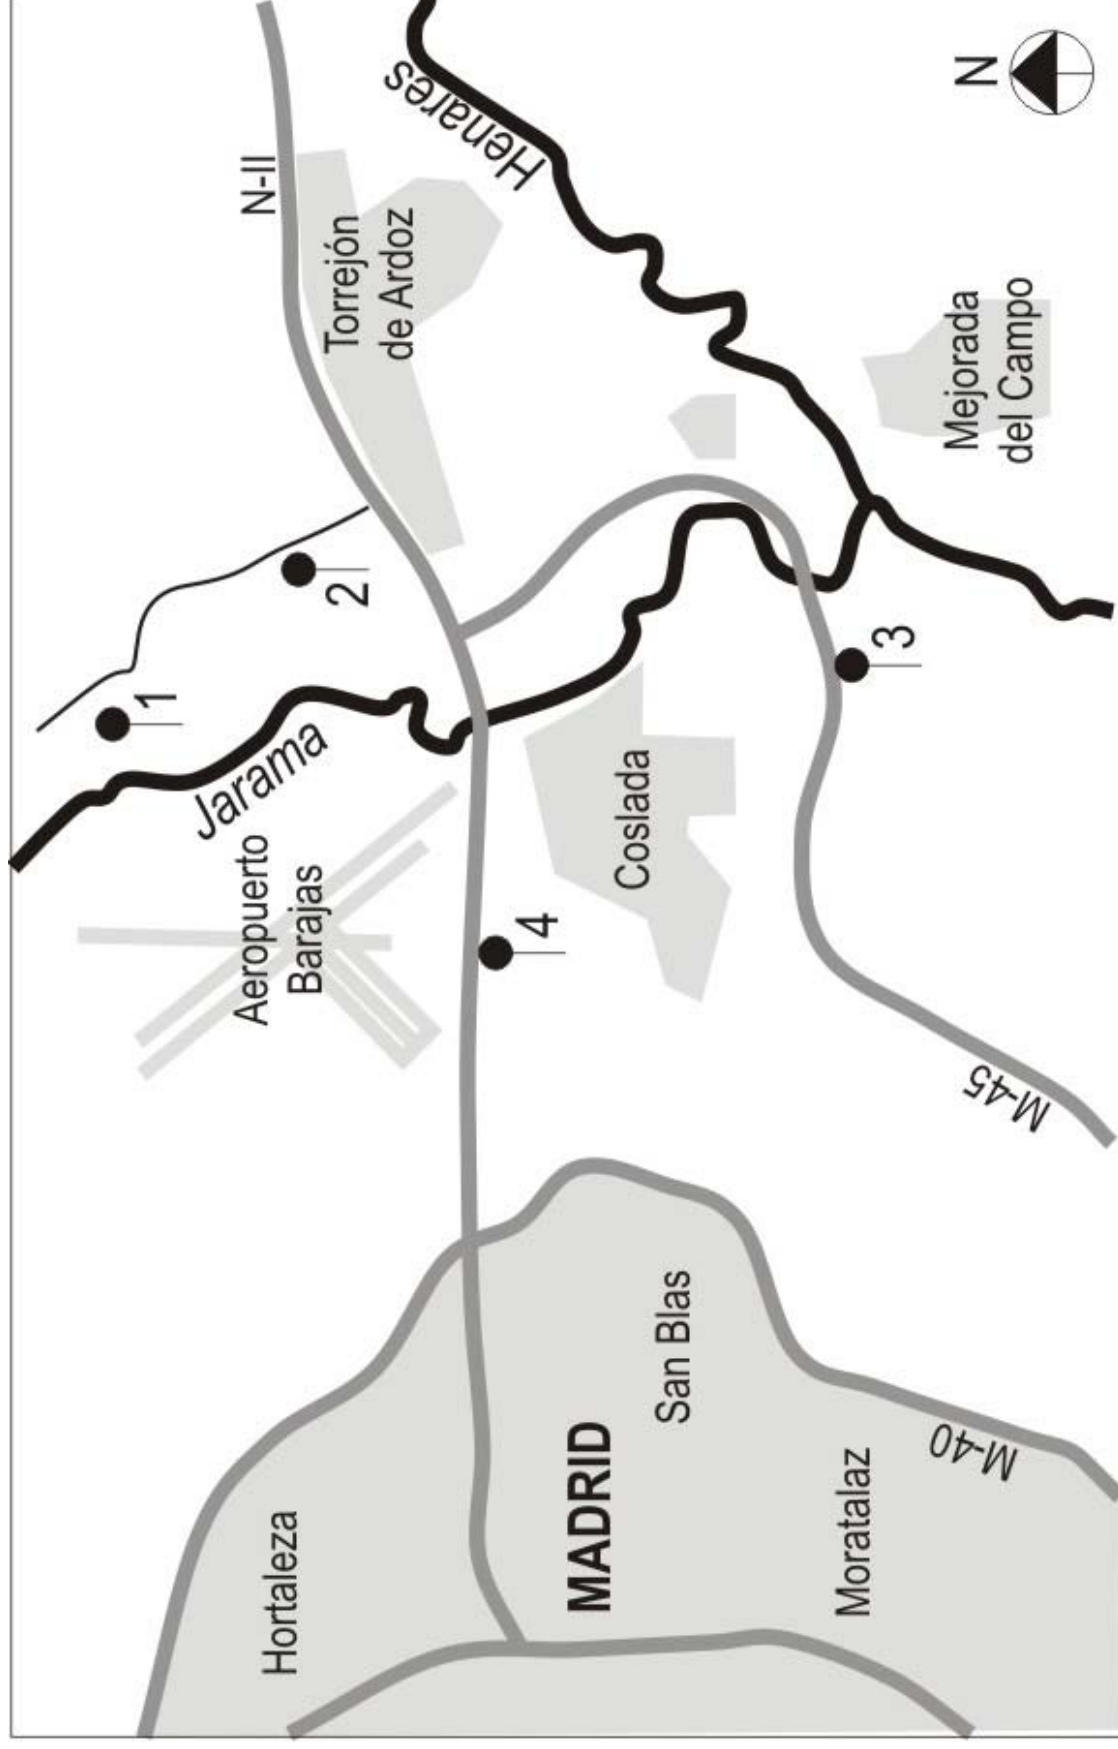 N
N-II
Henares
Torrejón
de Ardoz
2
1
Jarama
Aeropuerto
Barajas
3
Mejorada
del Campo
Coslada
4
M-45
Hortaleza
MADRID
San Blas
Moratalaz
M-40